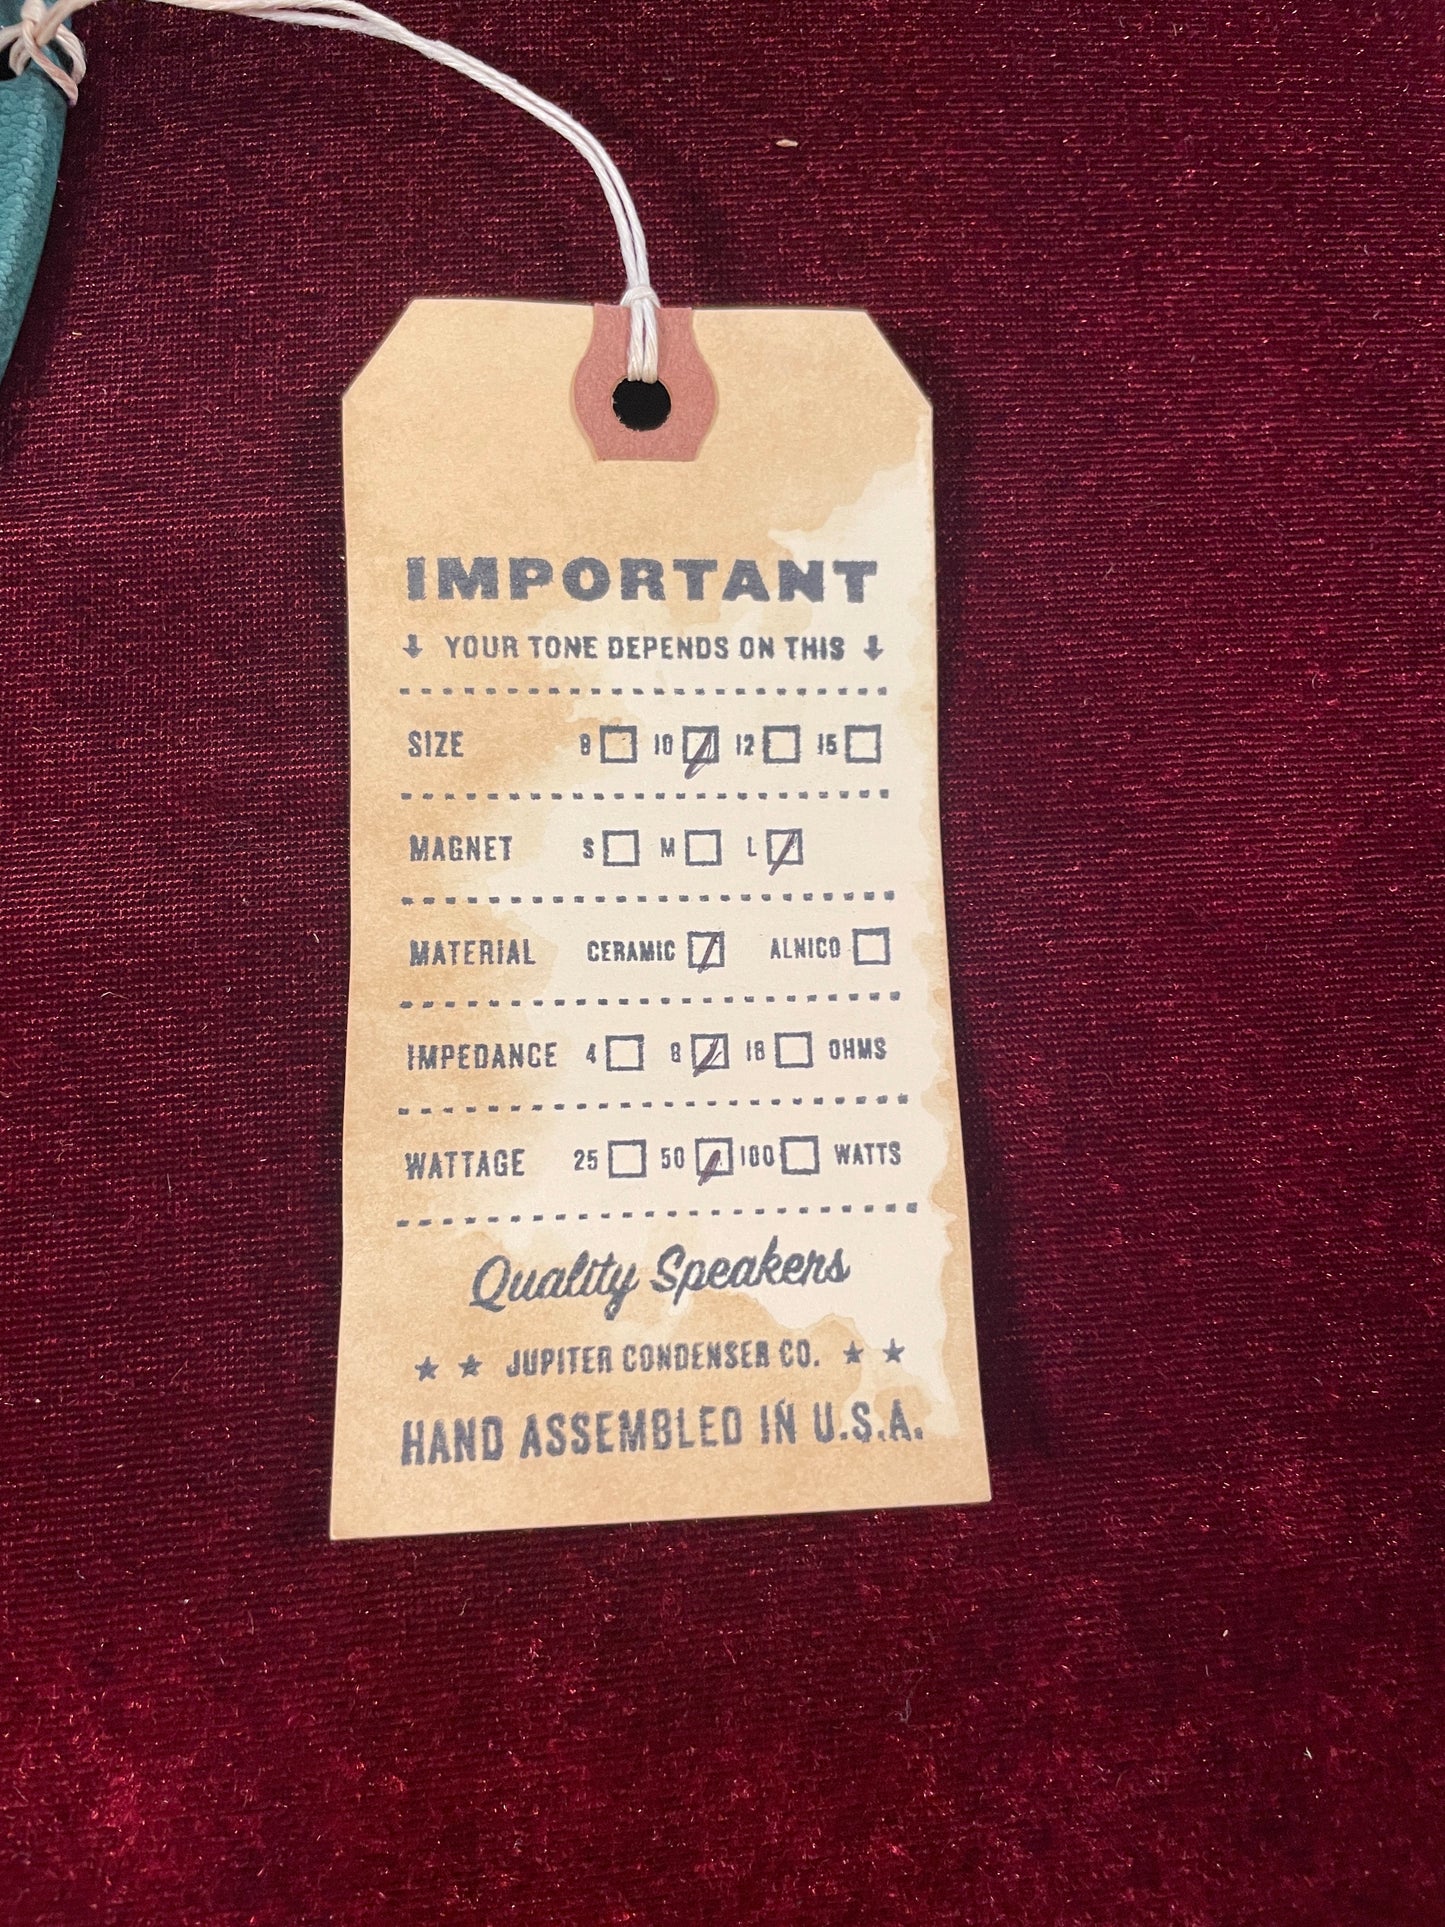 IMPORTANT
↓ YOUR TONE DEPENDS ON THIS ↓
SIZE 8 ☐ 10 ☑ 12 ☐ 15 ☐
MAGNET S ☐ M ☐ L ☑
MATERIAL CERAMIC ☑ ALNICO ☐
IMPEDANCE 4 ☐ 8 ☑ 16 ☐ OHMS
WATTAGE 25 ☐ 50 ☑ 100 ☐ WATTS
Quality Speakers
★ ★ JUPITER CONDENSER CO. ★ ★
HAND ASSEMBLED IN U.S.A.